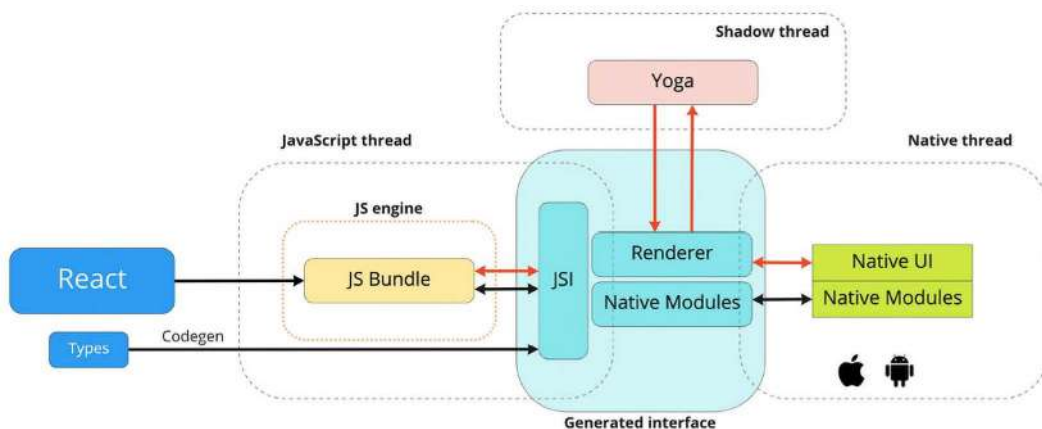 Shadow thread
Yoga
JavaScript thread
Native thread
JS engine
React
JS Bundle
JSI
Renderer
Native UI
Native Modules
Native Modules
Types
Codegen
Generated interface